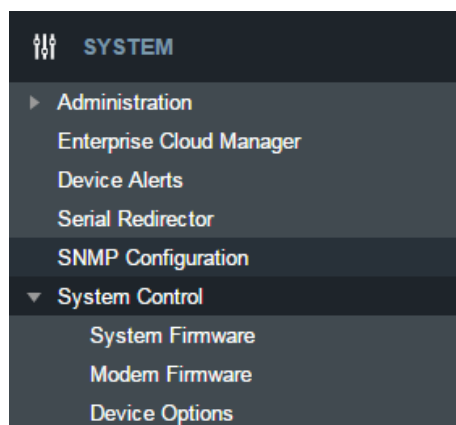 SYSTEM
Administration
Enterprise Cloud Manager
Device Alerts
Serial Redirector
SNMP Configuration
System Control
System Firmware
Modem Firmware
Device Options